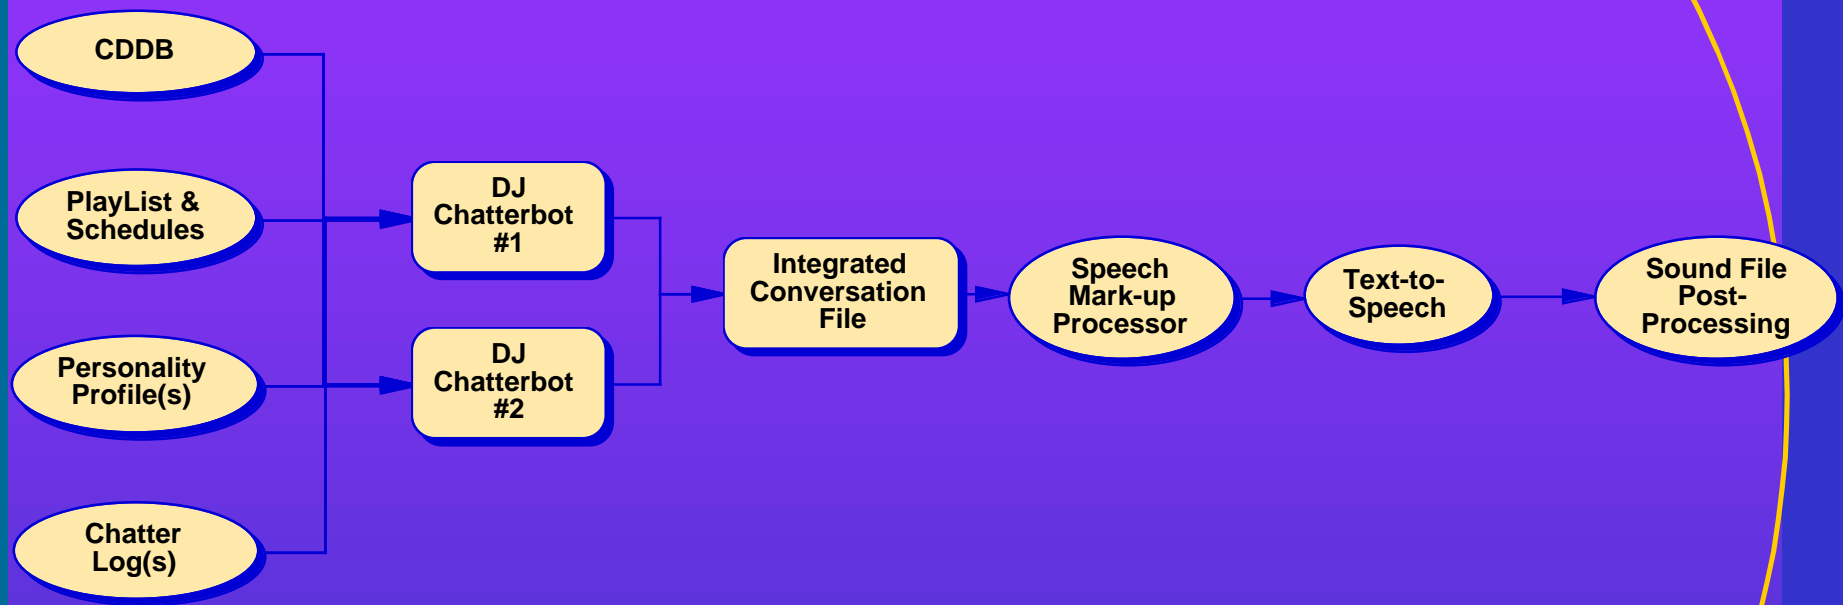 CDDB
PlayList &
Schedules
Personality
Profile(s)
Chatter
Log(s)
DJ
Chatterbot
#1
DJ
Chatterbot
#2
Integrated
Conversation
File
Speech
Mark-up
Processor
Text-to-
Speech
Sound File
Post-
Processing